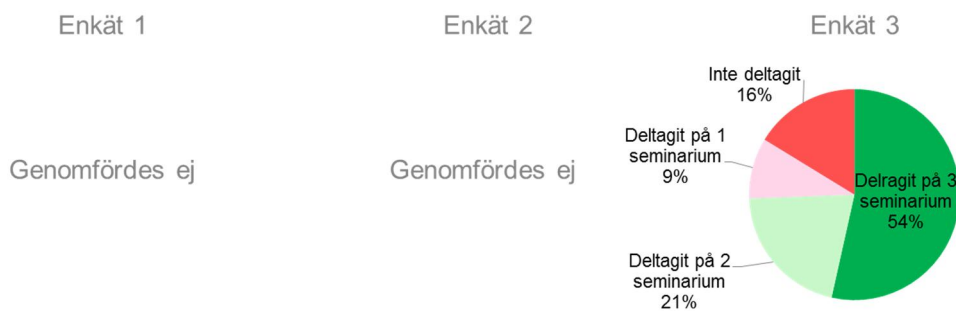 Enkät 1
Enkät 2
Enkät 3
Genomfördes ej
Genomfördes ej
Inte deltagit
16%
Deltagit på 1
seminarium
9%
Delragit på 3
seminarium
54%
Deltagit på 2
seminarium
21%